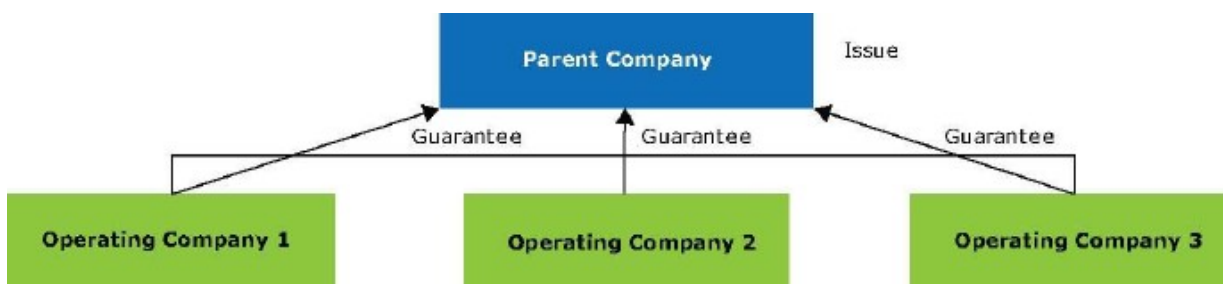 Parent Company
Issue
Guarantee
Guarantee
Guarantee
Operating Company 1
Operating Company 2
Operating Company 3